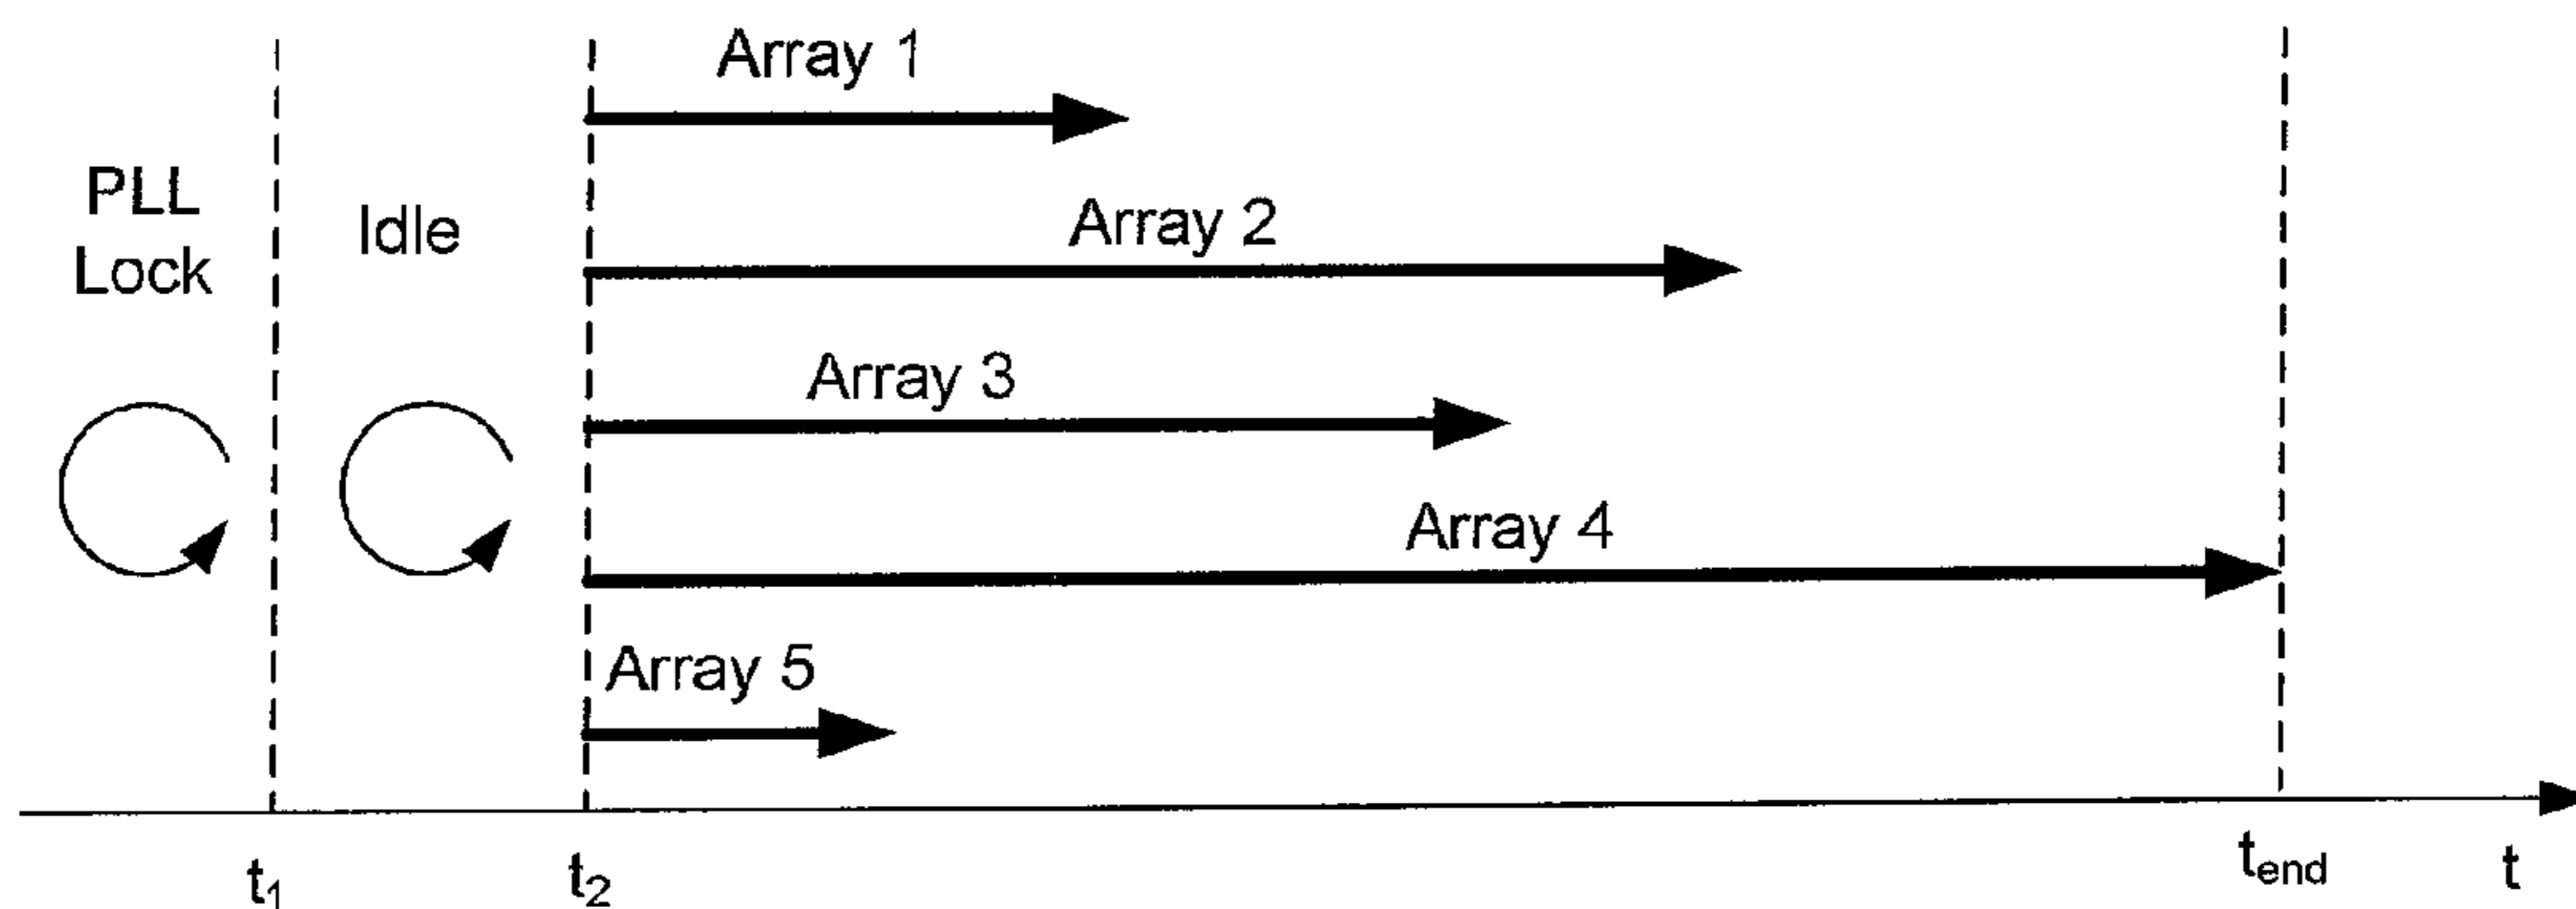 Array 1
PLL
Lock
Idle
Array 2
Array 3
Array 4
Array 5
t1
t2
tend
t